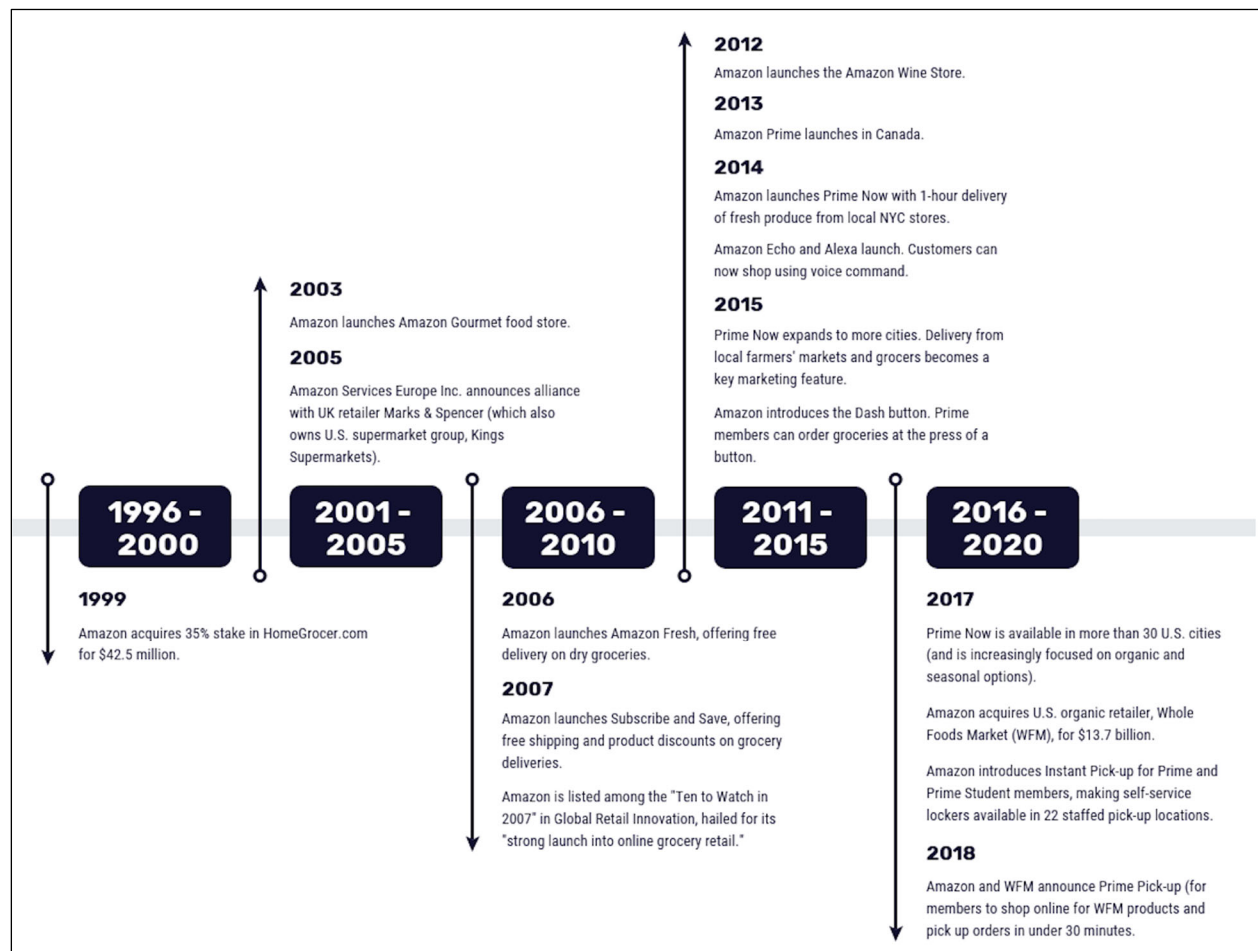 1996 -
2000
1999
Amazon acquires 35% stake in HomeGrocer.com
for $42.5 million.
2003
Amazon launches Amazon Gourmet food store.
2005
Amazon Services Europe Inc. announces alliance
with UK retailer Marks & Spencer (which also
owns U.S. supermarket group, Kings
Supermarkets).
2001 -
2005
2006 -
2010
2006
Amazon launches Amazon Fresh, offering free
delivery on dry groceries.
2007
Amazon launches Subscribe and Save, offering
free shipping and product discounts on grocery
deliveries.
Amazon is listed among the "Ten to Watch in
2007" in Global Retail Innovation, hailed for its
"strong launch into online grocery retail."
2012
Amazon launches the Amazon Wine Store.
2013
Amazon Prime launches in Canada.
2014
Amazon launches Prime Now with 1-hour delivery
of fresh produce from local NYC stores.
Amazon Echo and Alexa launch. Customers can
now shop using voice command.
2015
Prime Now expands to more cities. Delivery from
local farmers' markets and grocers becomes a
key marketing feature.
Amazon introduces the Dash button. Prime
members can order groceries at the press of a
button.
2011 -
2015
2016 -
2020
2017
Prime Now is available in more than 30 U.S. cities
(and is increasingly focused on organic and
seasonal options).
Amazon acquires U.S. organic retailer, Whole
Foods Market (WFM), for $13.7 billion.
Amazon introduces Instant Pick-up for Prime and
Prime Student members, making self-service
lockers available in 22 staffed pick-up locations.
2018
Amazon and WFM announce Prime Pick-up (for
members to shop online for WFM products and
pick up orders in under 30 minutes.